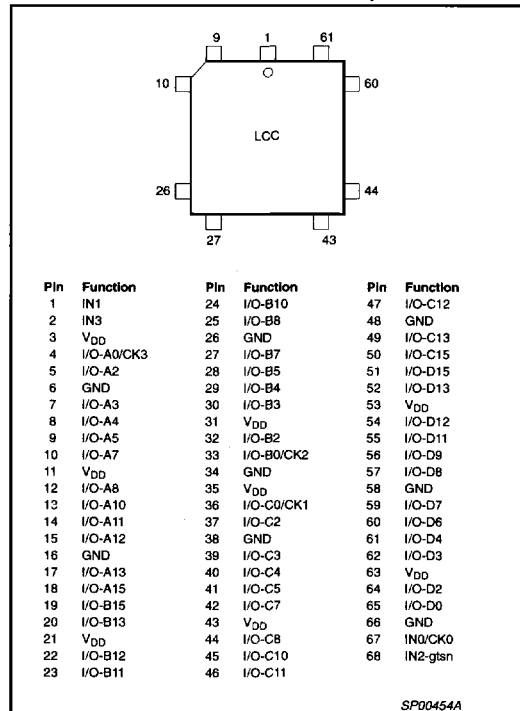 9 1 61
10 60
LCC
26 44
27 43
Pin Function Pin Function Pin Function
1 IN1 24 I/O-B10 47 I/O-C12
2 IN3 25 I/O-B8 48 GND
3 VDD 26 GND 49 I/O-C13
4 I/O-A0/CK3 27 I/O-B7 50 I/O-C15
5 I/O-A2 28 I/O-B5 51 I/O-D15
6 GND 29 I/O-B4 52 I/O-D13
7 I/O-A3 30 I/O-B3 53 VDD
8 I/O-A4 31 VDD 54 I/O-D12
9 I/O-A5 32 I/O-B2 55 I/O-D11
10 I/O-A7 33 I/O-B0/CK2 56 I/O-D9
11 VDD 34 GND 57 I/O-D8
12 I/O-A8 35 VDD 58 GND
13 I/O-A10 36 I/O-C0/CK1 59 I/O-D7
14 I/O-A11 37 I/O-C2 60 I/O-D6
15 I/O-A12 38 GND 61 I/O-D4
16 GND 39 I/O-C3 62 I/O-D3
17 I/O-A13 40 I/O-C4 63 VDD
18 I/O-A15 41 I/O-C5 64 I/O-D2
19 I/O-B15 42 I/O-C7 65 I/O-D0
20 I/O-B13 43 VDD 66 GND
21 VDD 44 I/O-C8 67 IN0/CK0
22 I/O-B12 45 I/O-C10 68 IN2-gtsn
23 I/O-B11 46 I/O-C11
SP00454A